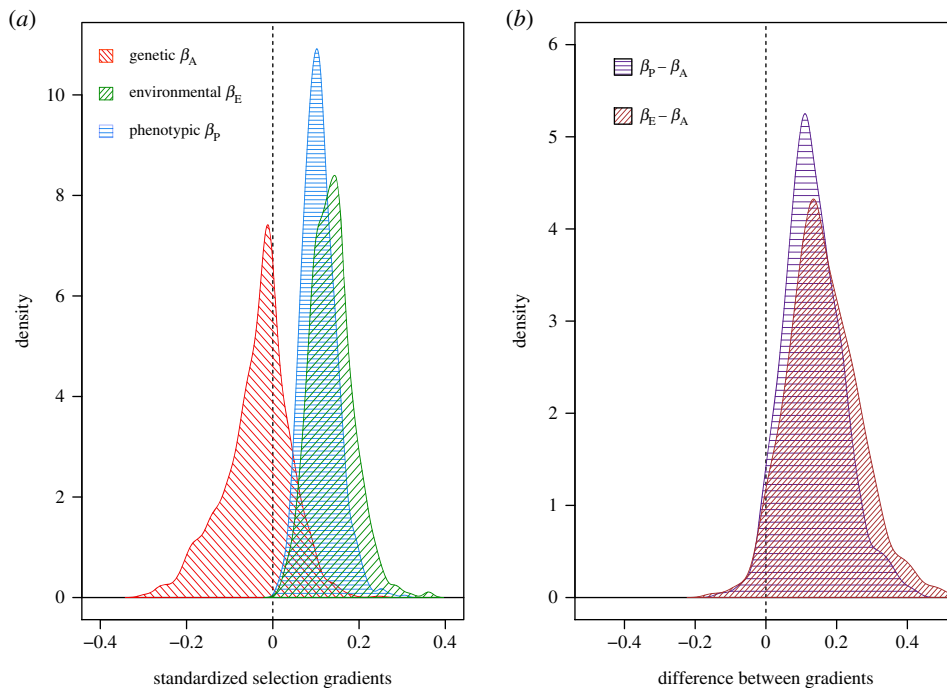 (a)
genetic βA
environmental βE
phenotypic βP
density
10
8
6
4
2
0
−0.4
−0.2
0
0.2
0.4
standardized selection gradients
(b)
βP – βA
βE – βA
density
6
5
4
3
2
1
0
−0.4
−0.2
0
0.2
0.4
difference between gradients